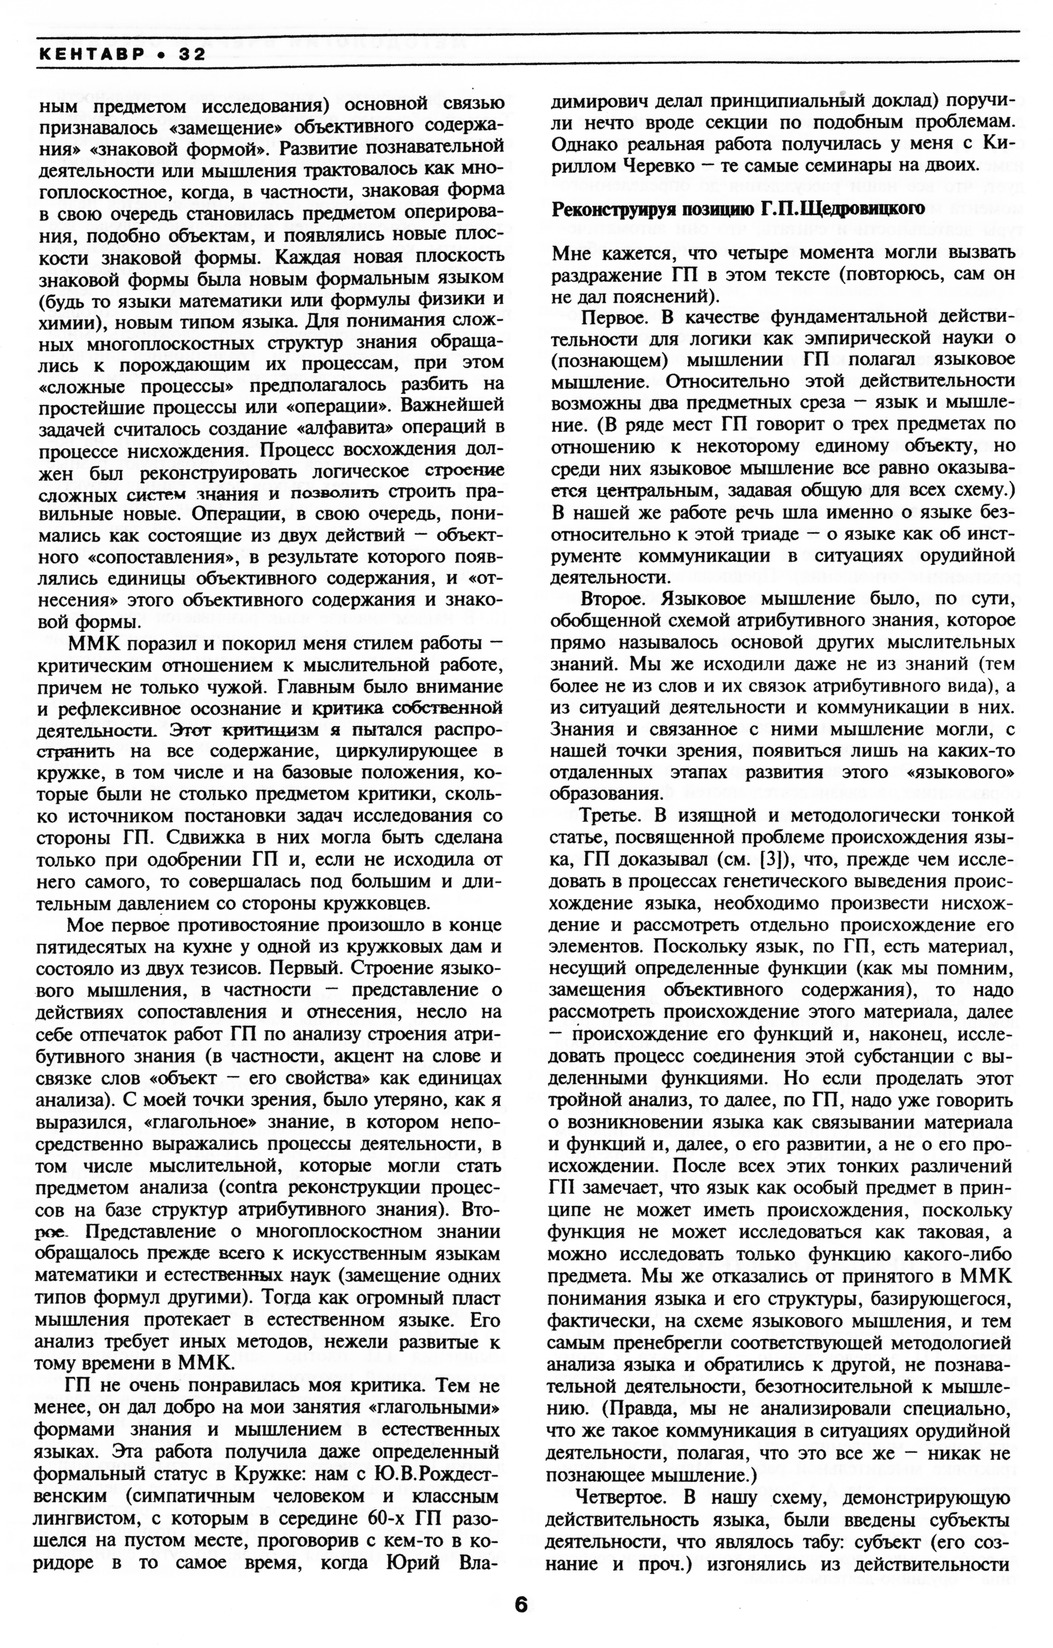 КЕНТАВР • 32
ным предметом исследования) основной связью
признавалось «замещение» объективного содержа-
ния» «знаковой формой». Развитие познавательной
деятельности или мышления трактовалось как мно-
гоплоскостное, когда, в частности, знаковая форма
в свою очередь становилась предметом оперирова-
ния, подобно объектам, и появлялись новые плос-
кости знаковой формы. Каждая новая плоскость
знаковой формы была новым формальным языком
(будь то языки математики или формулы физики и
химии), новым типом языка. Для понимания слож-
ных многоплоскостных структур знания обраща-
лись к порождающим их процессам, при этом
«сложные процессы» предполагалось разбить на
простейшие процессы или «операции». Важнейшей
задачей считалось создание «алфавита» операций в
процессе нисхождения. Процесс восхождения дол-
жен был реконструировать логическое строение
сложных систем знания и позволить строить пра-
вильные новые. Операции, в свою очередь, пони-
мались как состоящие из двух действий — объект-
ного «сопоставления», в результате которого появ-
лялись единицы объективного содержания, и «от-
несения» этого объективного содержания и знако-
вой формы.
ММК поразил и покорил меня стилем работы —
критическим отношением к мыслительной работе,
причем не только чужой. Главным было внимание
и рефлексивное осознание и критика собственной
деятельности. Этот критицизм я пытался распро-
странить на все содержание, циркулирующее в
кружке, в том числе и на базовые положения, ко-
торые были не столько предметом критики, сколь-
ко источником постановки задач исследования со
стороны ГП. Сдвижка в них могла быть сделана
только при одобрении ГП и, если не исходила от
него самого, то совершалась под большим и дли-
тельным давлением со стороны кружковцев.
Мое первое противостояние произошло в конце
пятидесятых на кухне у одной из кружковых дам и
состояло из двух тезисов. Первый. Строение языко-
вого мышления, в частности — представление о
действиях сопоставления и отнесения, несло на
себе отпечаток работ ГП по анализу строения атри-
бутивного знания (в частности, акцент на слове и
связке слов «объект — его свойства» как единицах
анализа). С моей точки зрения, было утеряно, как я
выразился, «глагольное» знание, в котором непо-
средственно выражались процессы деятельности, в
том числе мыслительной, которые могли стать
предметом анализа (contra реконструкции процес-
сов на базе структур атрибутивного знания). Вто-
рое. Представление о многоплоскостном знании
обращалось прежде всего к искусственным языкам
математики и естественных наук (замещение одних
типов формул другими). Тогда как огромный пласт
мышления протекает в естественном языке. Его
анализ требует иных методов, нежели развитые к
тому времени в ММК.
ГП не очень понравилась моя критика. Тем не
менее, он дал добро на мои занятия «глагольными»
формами знания и мышлением в естественных
языках. Эта работа получила даже определенный
формальный статус в Кружке: нам с Ю.В.Рождест-
венским (симпатичным человеком и классным
лингвистом, с которым в середине 60-х ГП разо-
шелся на пустом месте, проговорив с кем-то в ко-
ридоре в то самое время, когда Юрий Вла-
димирович делал принципиальный доклад) поручи-
ли нечто вроде секции по подобным проблемам.
Однако реальная работа получилась у меня с Ки-
риллом Черевко — те самые семинары на двоих.
Реконструируя позицию Г.П.Щедровицкого
Мне кажется, что четыре момента могли вызвать
раздражение ГП в этом тексте (повторюсь, сам он
не дал пояснений).
Первое. В качестве фундаментальной действи-
тельности для логики как эмпирической науки о
(познающем) мышлении ГП полагал языковое
мышление. Относительно этой действительности
возможны два предметных среза — язык и мышле-
ние. (В ряде мест ГП говорит о трех предметах по
отношению к некоторому единому объекту, но
среди них языковое мышление все равно оказыва-
ется центральным, задавая общую для всех схему.)
В нашей же работе речь шла именно о языке без-
относительно к этой триаде — о языке как об инст-
рументе коммуникации в ситуациях орудийной
деятельности.
Второе. Языковое мышление было, по сути,
обобщенной схемой атрибутивного знания, которое
прямо называлось основой других мыслительных
знаний. Мы же исходили даже не из знаний (тем
более не из слов и их связок атрибутивного вида), а
из ситуаций деятельности и коммуникации в них.
Знания и связанное с ними мышление могли, с
нашей точки зрения, появиться лишь на каких-то
отдаленных этапах развития этого «языкового»
образования.
Третье. В изящной и методологически тонкой
статье, посвященной проблеме происхождения язы-
ка, ГП доказывал (см. [3]), что, прежде чем иссле-
довать в процессах генетического выведения проис-
хождение языка, необходимо произвести нисхож-
дение и рассмотреть отдельно происхождение его
элементов. Поскольку язык, по ГП, есть материал,
несущий определенные функции (как мы помним,
замещения объективного содержания), то надо
рассмотреть происхождение этого материала, далее
— происхождение его функций и, наконец, иссле-
довать процесс соединения этой субстанции с вы-
деленными функциями. Но если проделать этот
тройной анализ, то далее, по ГП, надо уже говорить
о возникновении языка как связывании материала
и функций и, далее, о его развитии, а не о его про-
исхождении. После всех этих тонких различений
ГП замечает, что язык как особый предмет в прин-
ципе не может иметь происхождения, поскольку
функция не может исследоваться как таковая, а
можно исследовать только функцию какого-либо
предмета. Мы же отказались от принятого в ММК
понимания языка и его структуры, базирующегося,
фактически, на схеме языкового мышления, и тем
самым пренебрегли соответствующей методологией
анализа языка и обратились к другой, не познава-
тельной деятельности, безотносительной к мышле-
нию. (Правда, мы не анализировали специально,
что же такое коммуникация в ситуациях орудийной
деятельности, полагая, что это все же — никак не
познающее мышление.)
Четвертое. В нашу схему, демонстрирующую
действительность языка, были введены субъекты
деятельности, что являлось табу: субъект (его соз-
нание и проч.) изгонялись из действительности
6